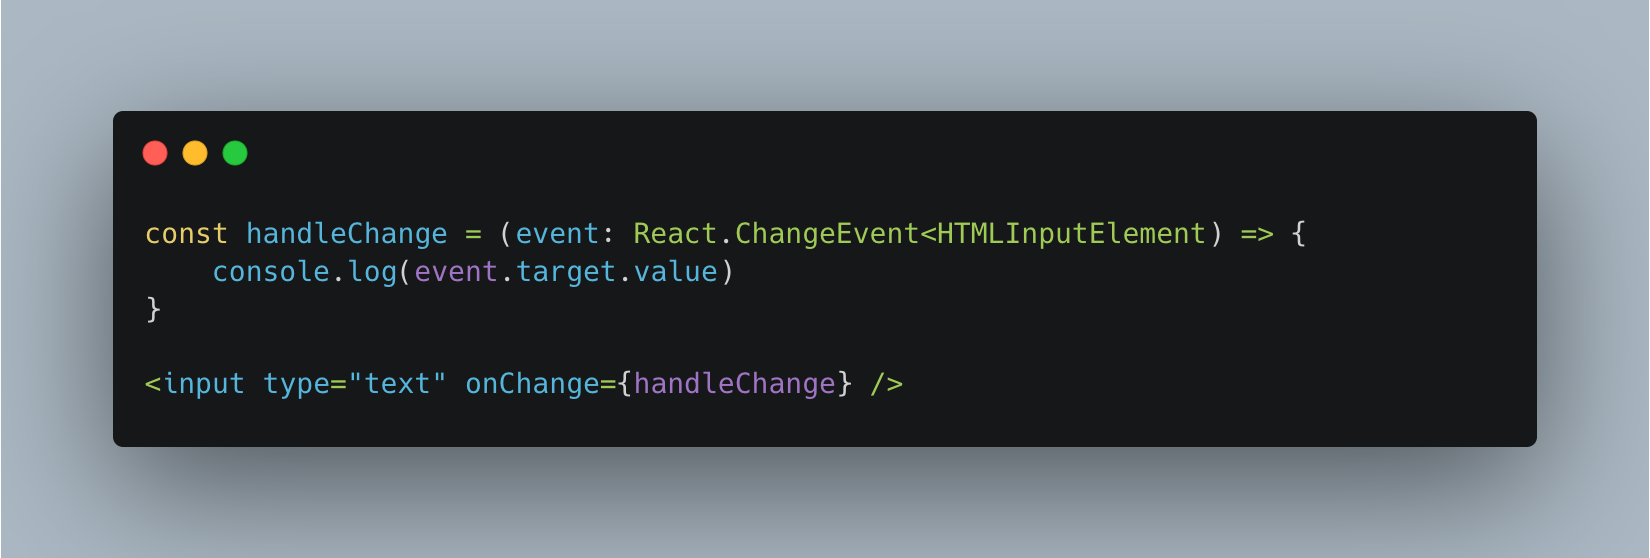 const handleChange = (event: React.ChangeEvent<HTMLInputElement) => {
    console.log(event.target.value)
}

<input type="text" onChange={handleChange} />